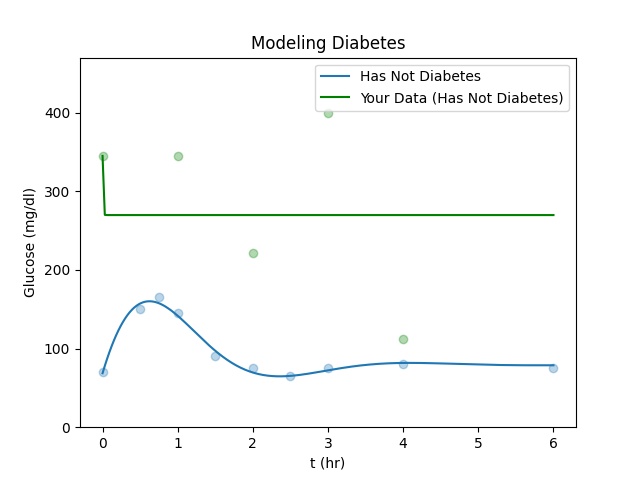 Modeling Diabetes
Has Not Diabetes
Your Data (Has Not Diabetes)
400
300
200
100
0
Glucose (mg/dl)
0 1 2 3 4 5 6
t (hr)